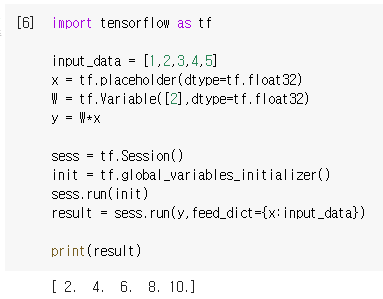 [6] import tensorflow as tf
input_data = [1,2,3,4,5]
x = tf.placeholder(dtype=tf.float32)
W = tf.Variable([2],dtype=tf.float32)
y = W*x
sess = tf.Session()
init = tf.global_variables_initializer()
sess.run(init)
result = sess.run(y,feed_dict={x:input_data})
print(result)
[ 2.  4.  6.  8. 10.]